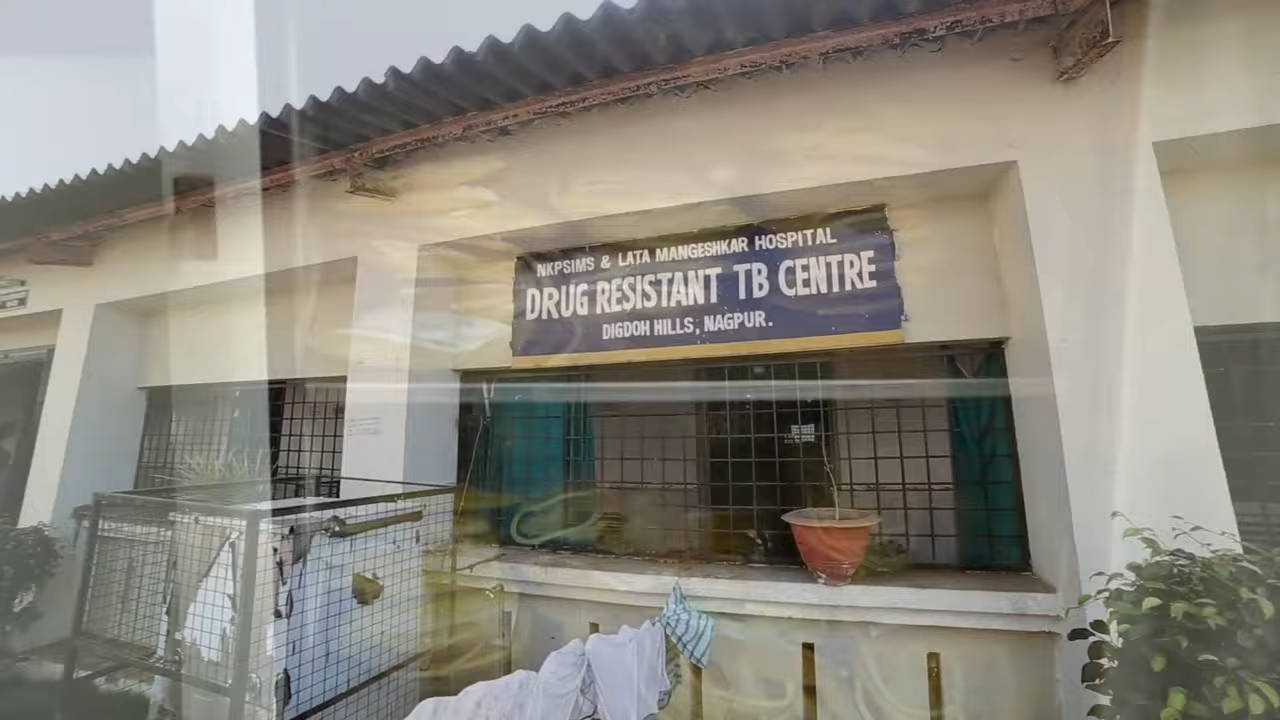 NKPSIMS & LATA MANGESHKAR HOSPITAL
DRUG RESISTANT TB CENTRE
DIGDOH HILLS, NAGPUR.